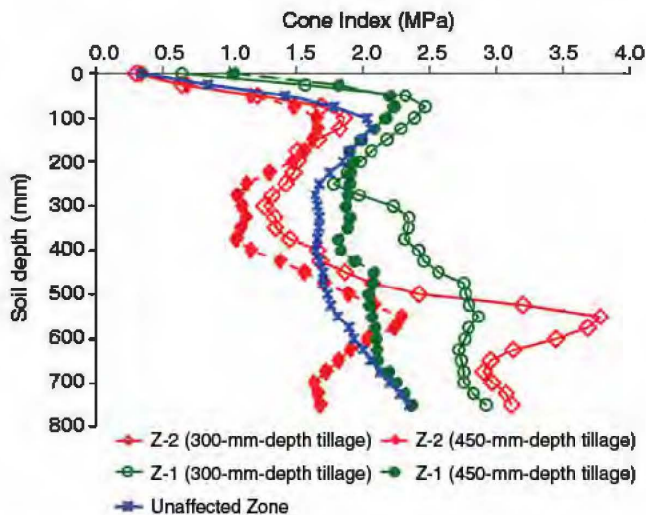 Cone Index (MPa)
0.0 0.5 1.0 1.5 2.0 2.5 3.0 3.5 4.0
Soil depth (mm)
0
100
200
300
400
500
600
700
800
Z-2 (300-mm-depth tillage) Z-2 (450-mm-depth tillage)
Z-1 (300-mm-depth tillage) Z-1 (450-mm-depth tillage)
Unaffected Zone